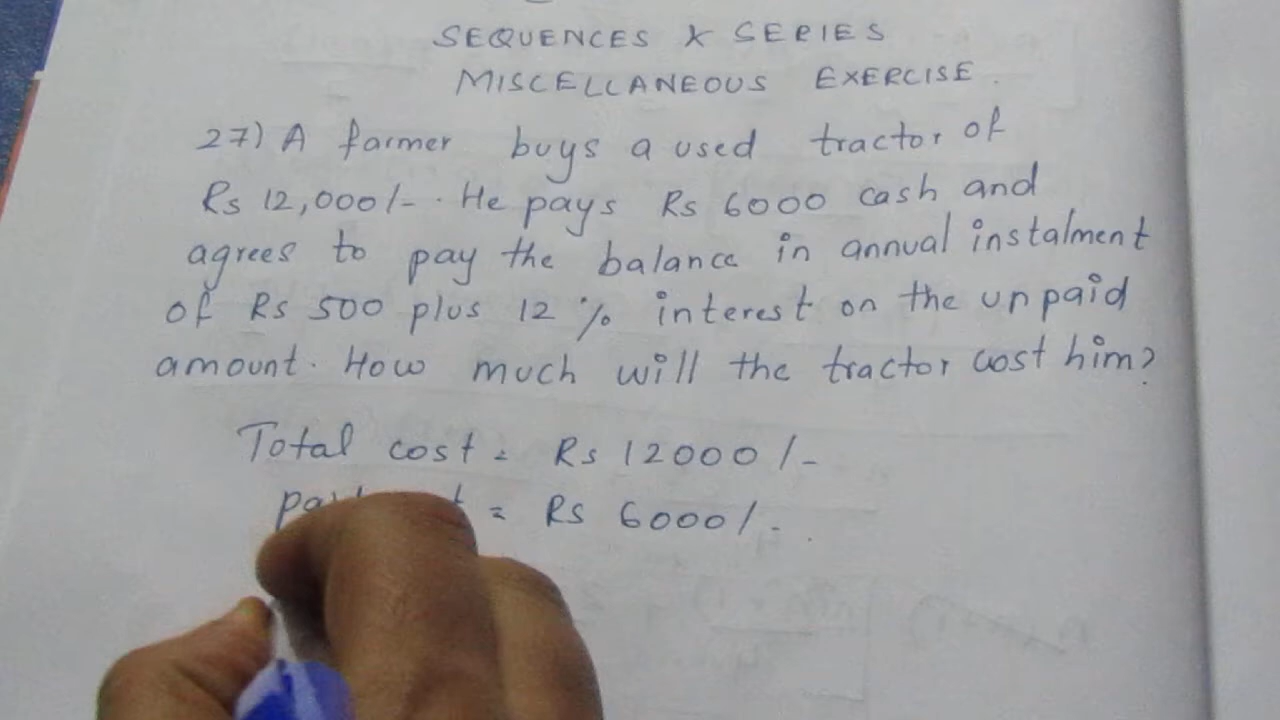 SEQUENCES & SERIES
MISCELLANEOUS EXERCISE.
27) A farmer buys a used tractor of
Rs 12,000/-. He pays Rs 6000 cash and
agrees to pay the balance in annual instalment
of Rs 500 plus 12 % interest on the unpaid
amount. How much will the tractor cost him?
Total cost = Rs 12000/-
= Rs 6000/-.